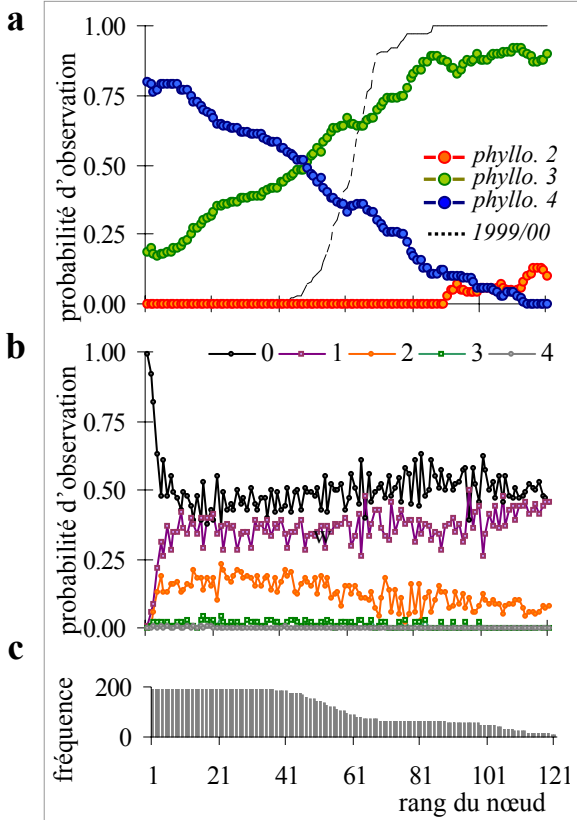 a
probabilité d'observation
1.00
0.75
0.50
0.25
0.00
phyllo. 2
phyllo. 3
phyllo. 4
1999/00
b
probabilité d'observation
0 1 2 3 4
1.00
0.75
0.50
0.25
0.00
c
fréquence
200
0
1 21 41 61 81 101 121
rang du nœud